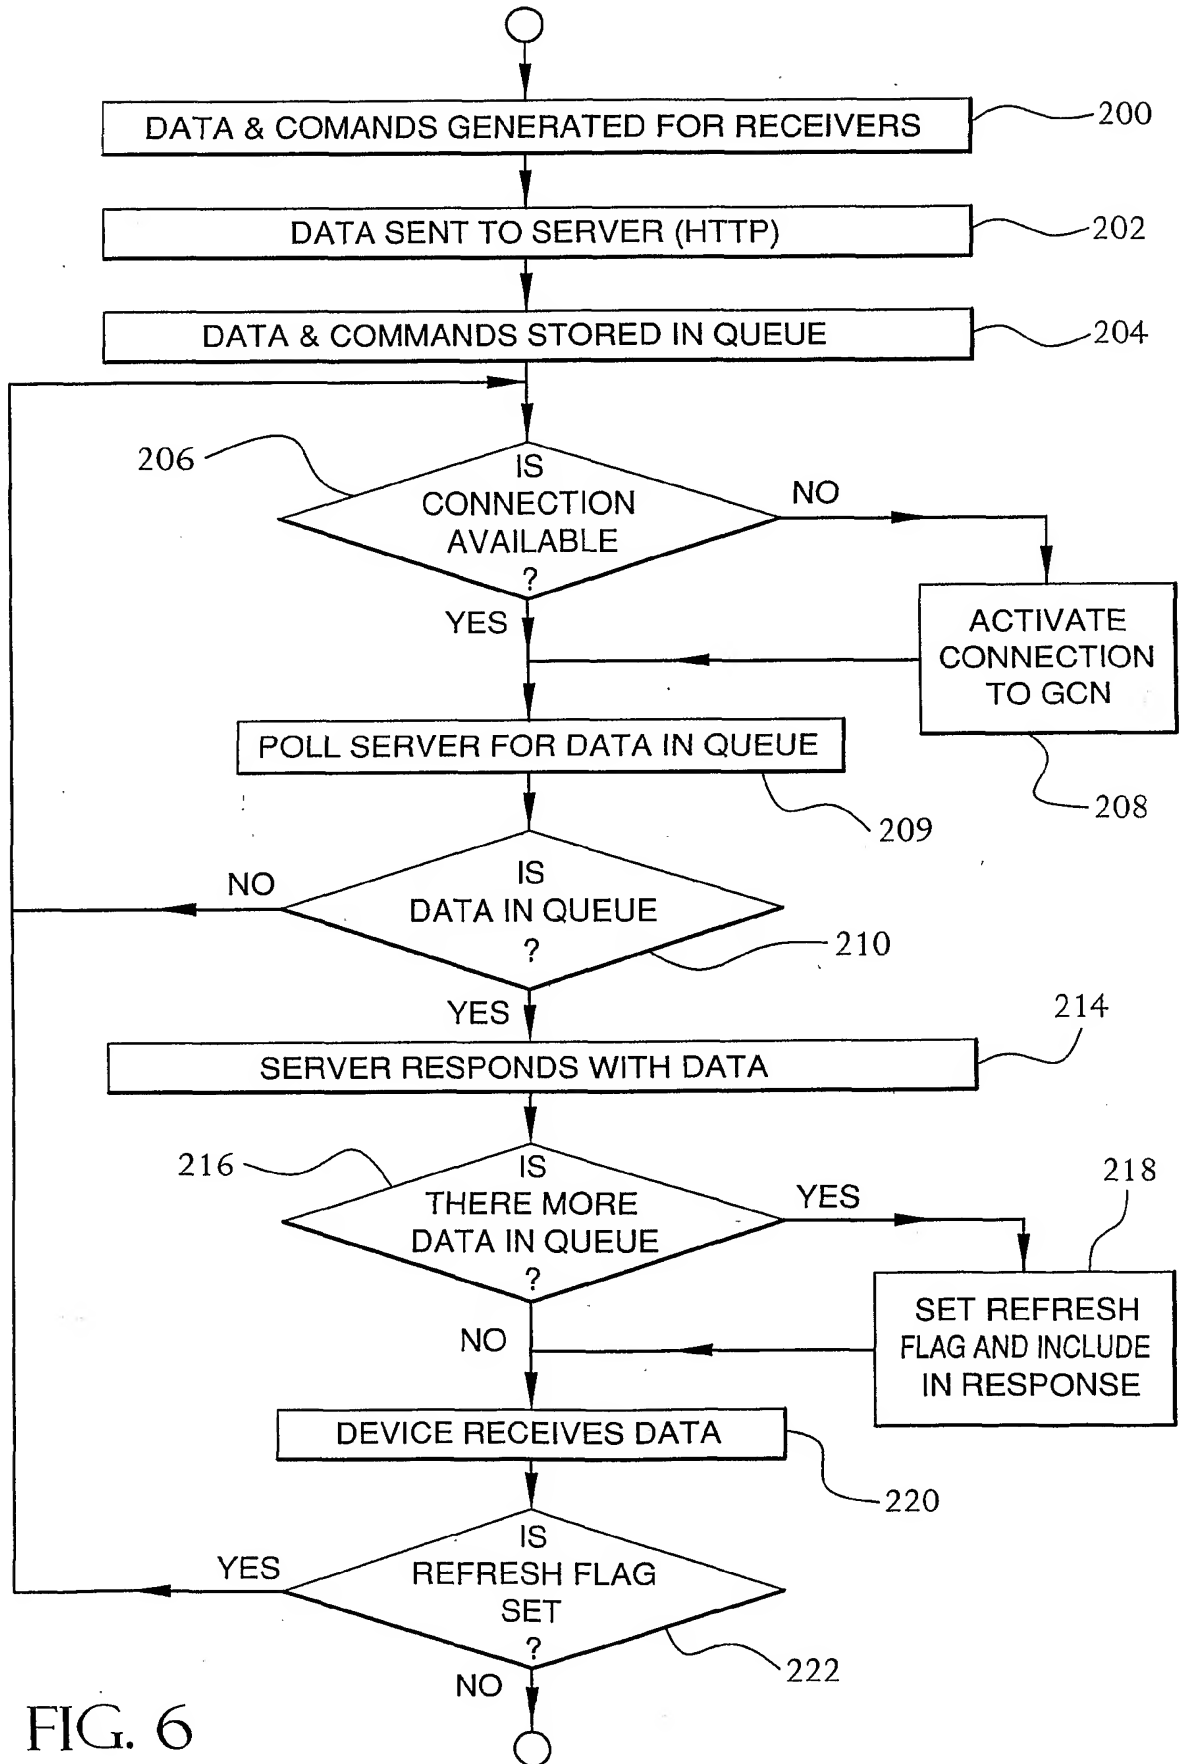 DATA & COMANDS GENERATED FOR RECEIVERS
200
DATA SENT TO SERVER (HTTP)
202
DATA & COMMANDS STORED IN QUEUE
204
206
IS
CONNECTION
AVAILABLE
?
NO
YES
ACTIVATE
CONNECTION
TO GCN
208
POLL SERVER FOR DATA IN QUEUE
209
IS
DATA IN QUEUE
?
NO
210
YES
214
SERVER RESPONDS WITH DATA
216
IS
THERE MORE
DATA IN QUEUE
?
YES
218
SET REFRESH
FLAG AND INCLUDE
IN RESPONSE
NO
DEVICE RECEIVES DATA
220
IS
REFRESH FLAG
SET
?
YES
222
NO
FIG. 6